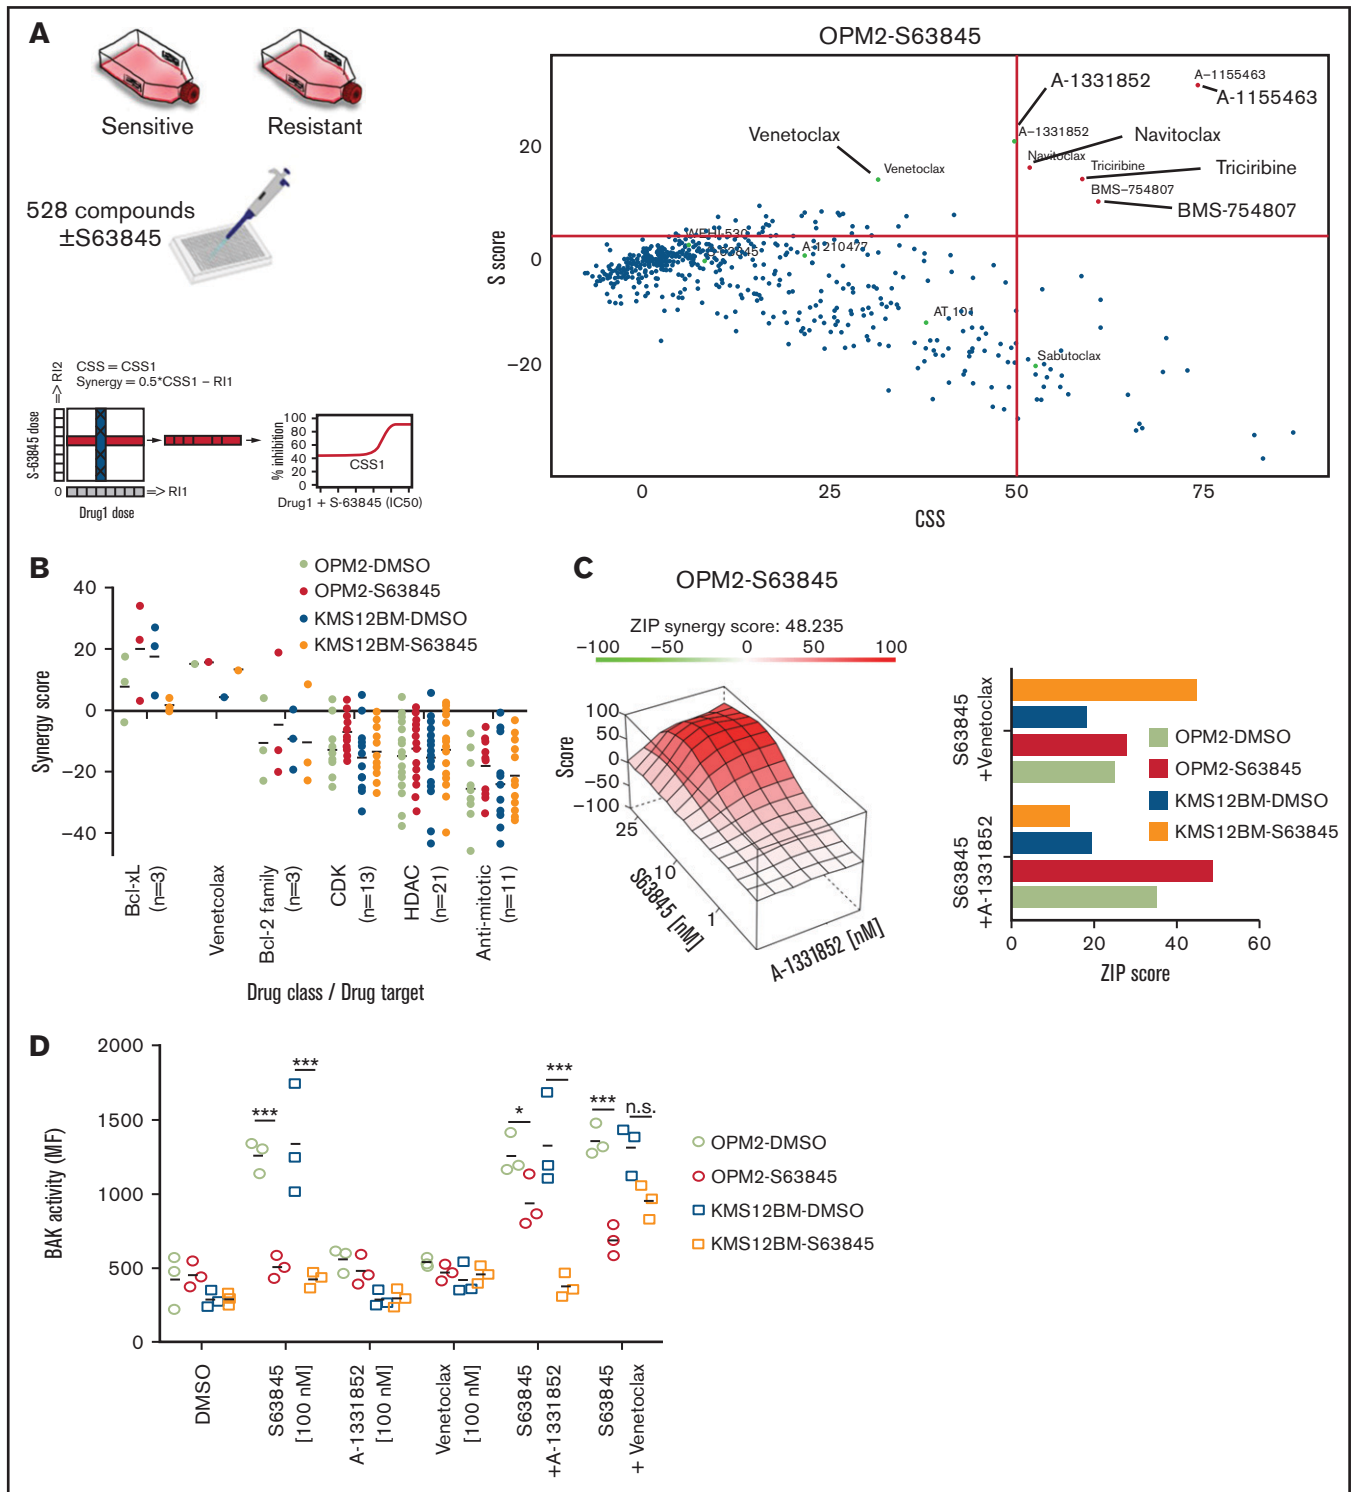 A
Sensitive
Resistant
528 compounds
±S63845
CSS = CSS1
Synergy = 0.5*CSS1 – RI1
=> RI2
S-63845 dose
0
=> RI1
Drug1 dose
% inhibition
100
80
60
40
20
0
CSS1
Drug1 + S-63845 (IC50)
OPM2-S63845
S score
20
0
−20
A-1331852
A−1155463
A-1155463
Venetoclax
A−1331852
Navitoclax
Navitoclax
Venetoclax
Triciribine
Triciribine
BMS−754807
BMS-754807
A-1210477
AT 101
Sabutoclax
0
25
50
75
CSS
B
OPM2-DMSO
OPM2-S63845
KMS12BM-DMSO
KMS12BM-S63845
Synergy score
40
20
0
−20
−40
Bcl-xL
(n=3)
Venetcolax
Bcl-2 family
(n=3)
CDK
(n=13)
HDAC
(n=21)
Anti-mitotic
(n=11)
Drug class / Drug target
C
OPM2-S63845
ZIP synergy score: 48.235
−100
−50
0
50
100
Score
100
50
0
−50
−100
25
10
1
S63845 [nM]
A-1331852 [nM]
S63845
+Venetoclax
S63845
+A-1331852
OPM2-DMSO
OPM2-S63845
KMS12BM-DMSO
KMS12BM-S63845
0
20
40
60
ZIP score
D
BAK activity (MF)
2000
1500
1000
500
0
***
***
*
***
***
n.s.
OPM2-DMSO
OPM2-S63845
KMS12BM-DMSO
KMS12BM-S63845
DMSO
S63845
[100 nM]
A-1331852
[100 nM]
Venetoclax
[100 nM]
S63845
+A-1331852
S63845
+ Venetoclax